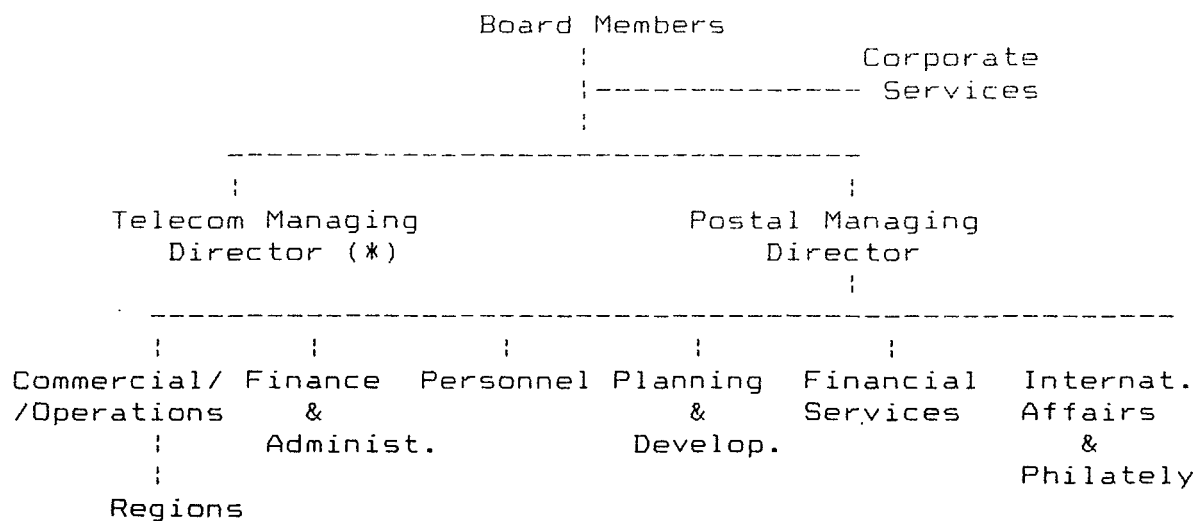 Board Members
Corporate
Services
Telecom Managing Postal Managing
Director (*) Director
Commercial/ Finance Personnel Planning Financial Internat.
/Operations & & Services Affairs
Administ. Develop. &
Philately
Regions